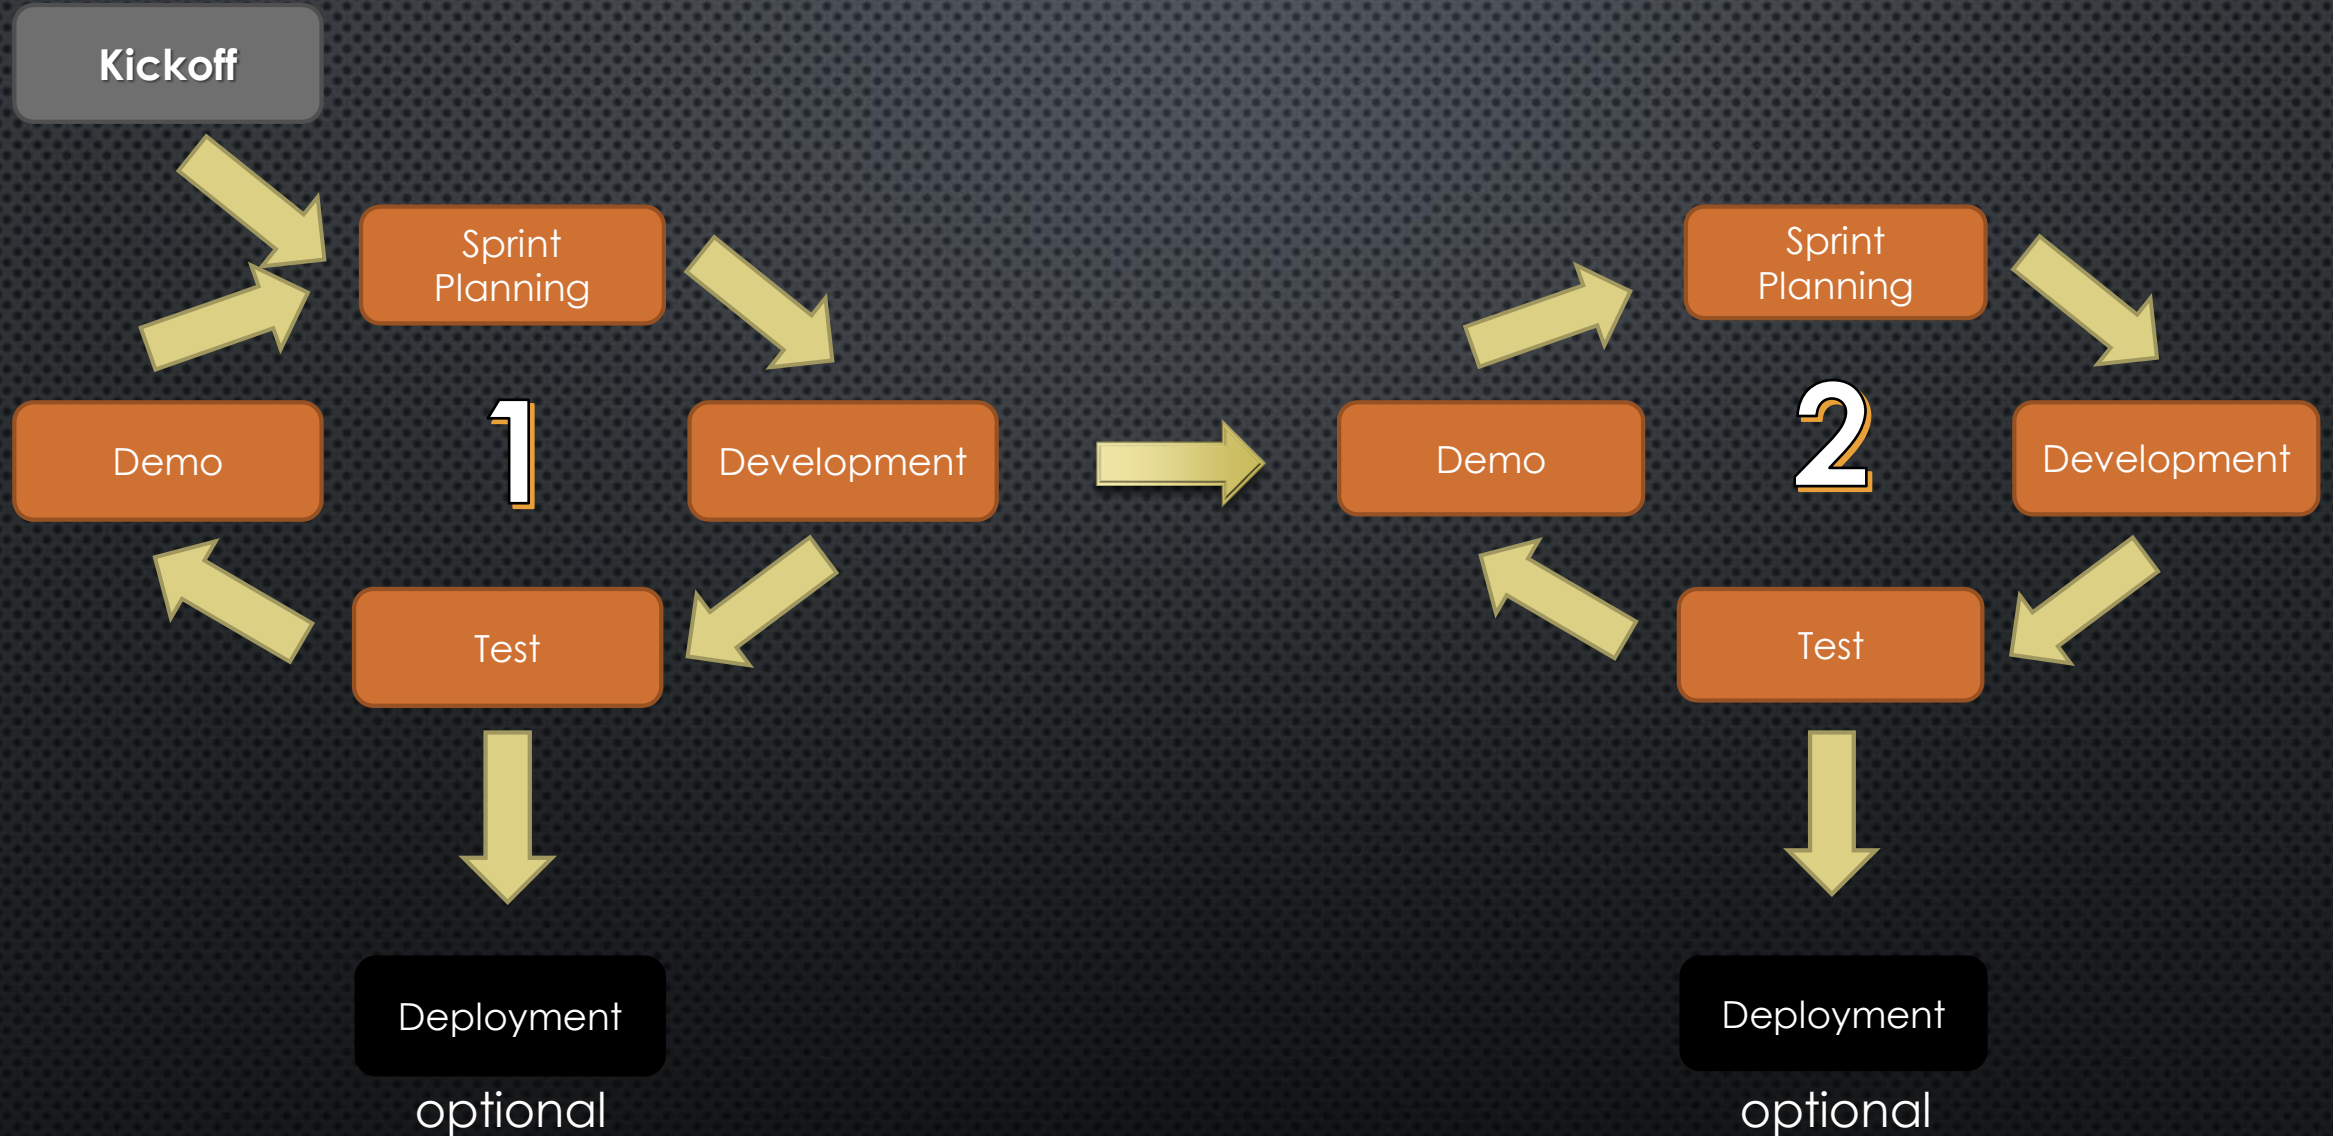 Kickoff
Sprint
Planning
Demo
1
Development
Test
Deployment
optional
Sprint
Planning
Demo
2
Development
Test
Deployment
optional